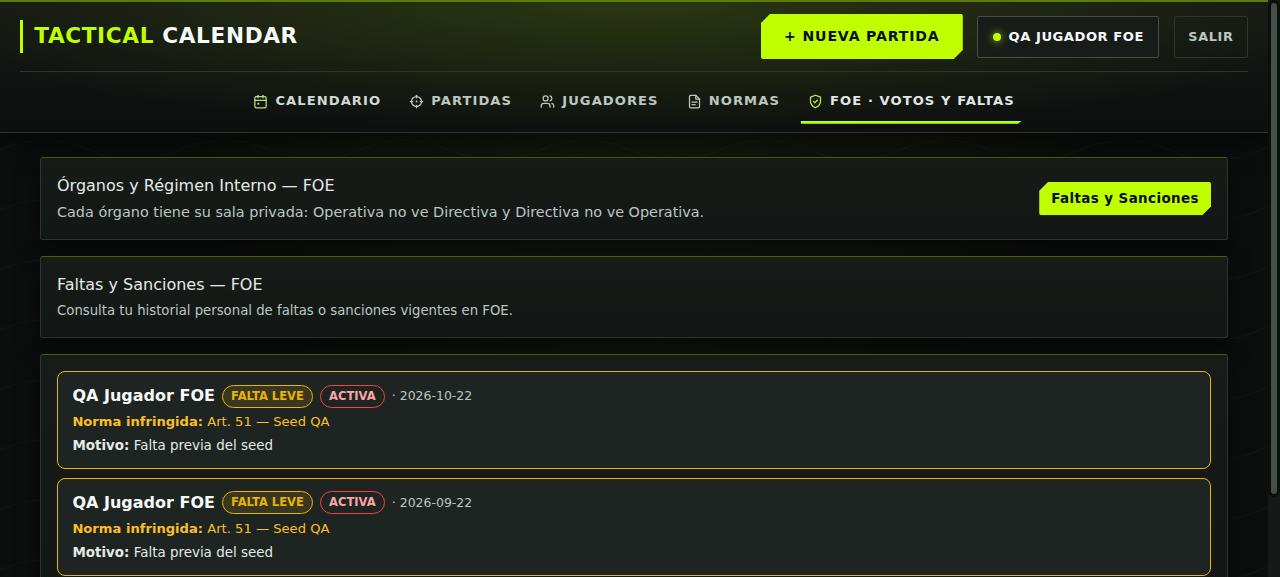 TACTICAL CALENDAR
+ NUEVA PARTIDA
QA JUGADOR FOE
SALIR
CALENDARIO
PARTIDAS
JUGADORES
NORMAS
FOE · VOTOS Y FALTAS
Órganos y Régimen Interno — FOE
Cada órgano tiene su sala privada: Operativa no ve Directiva y Directiva no ve Operativa.
Faltas y Sanciones
Faltas y Sanciones — FOE
Consulta tu historial personal de faltas o sanciones vigentes en FOE.
QA Jugador FOE FALTA LEVE ACTIVA · 2026-10-22
Norma infringida: Art. 51 — Seed QA
Motivo: Falta previa del seed
QA Jugador FOE FALTA LEVE ACTIVA · 2026-09-22
Norma infringida: Art. 51 — Seed QA
Motivo: Falta previa del seed